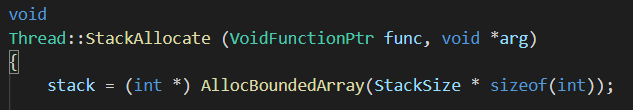 void
Thread::StackAllocate (VoidFunctionPtr func, void *arg)
{
    stack = (int *) AllocBoundedArray(StackSize * sizeof(int));